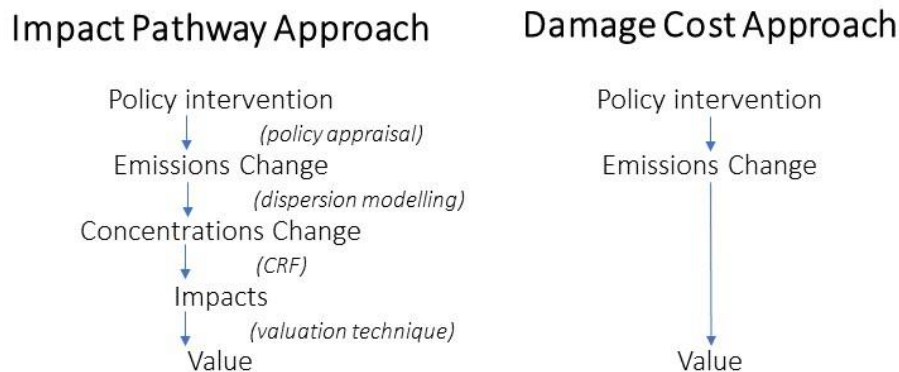 Impact Pathway Approach
Policy intervention
(policy appraisal)
Emissions Change
(dispersion modelling)
Concentrations Change
(CRF)
Impacts
(valuation technique)
Value
Damage Cost Approach
Policy intervention
Emissions Change
Value